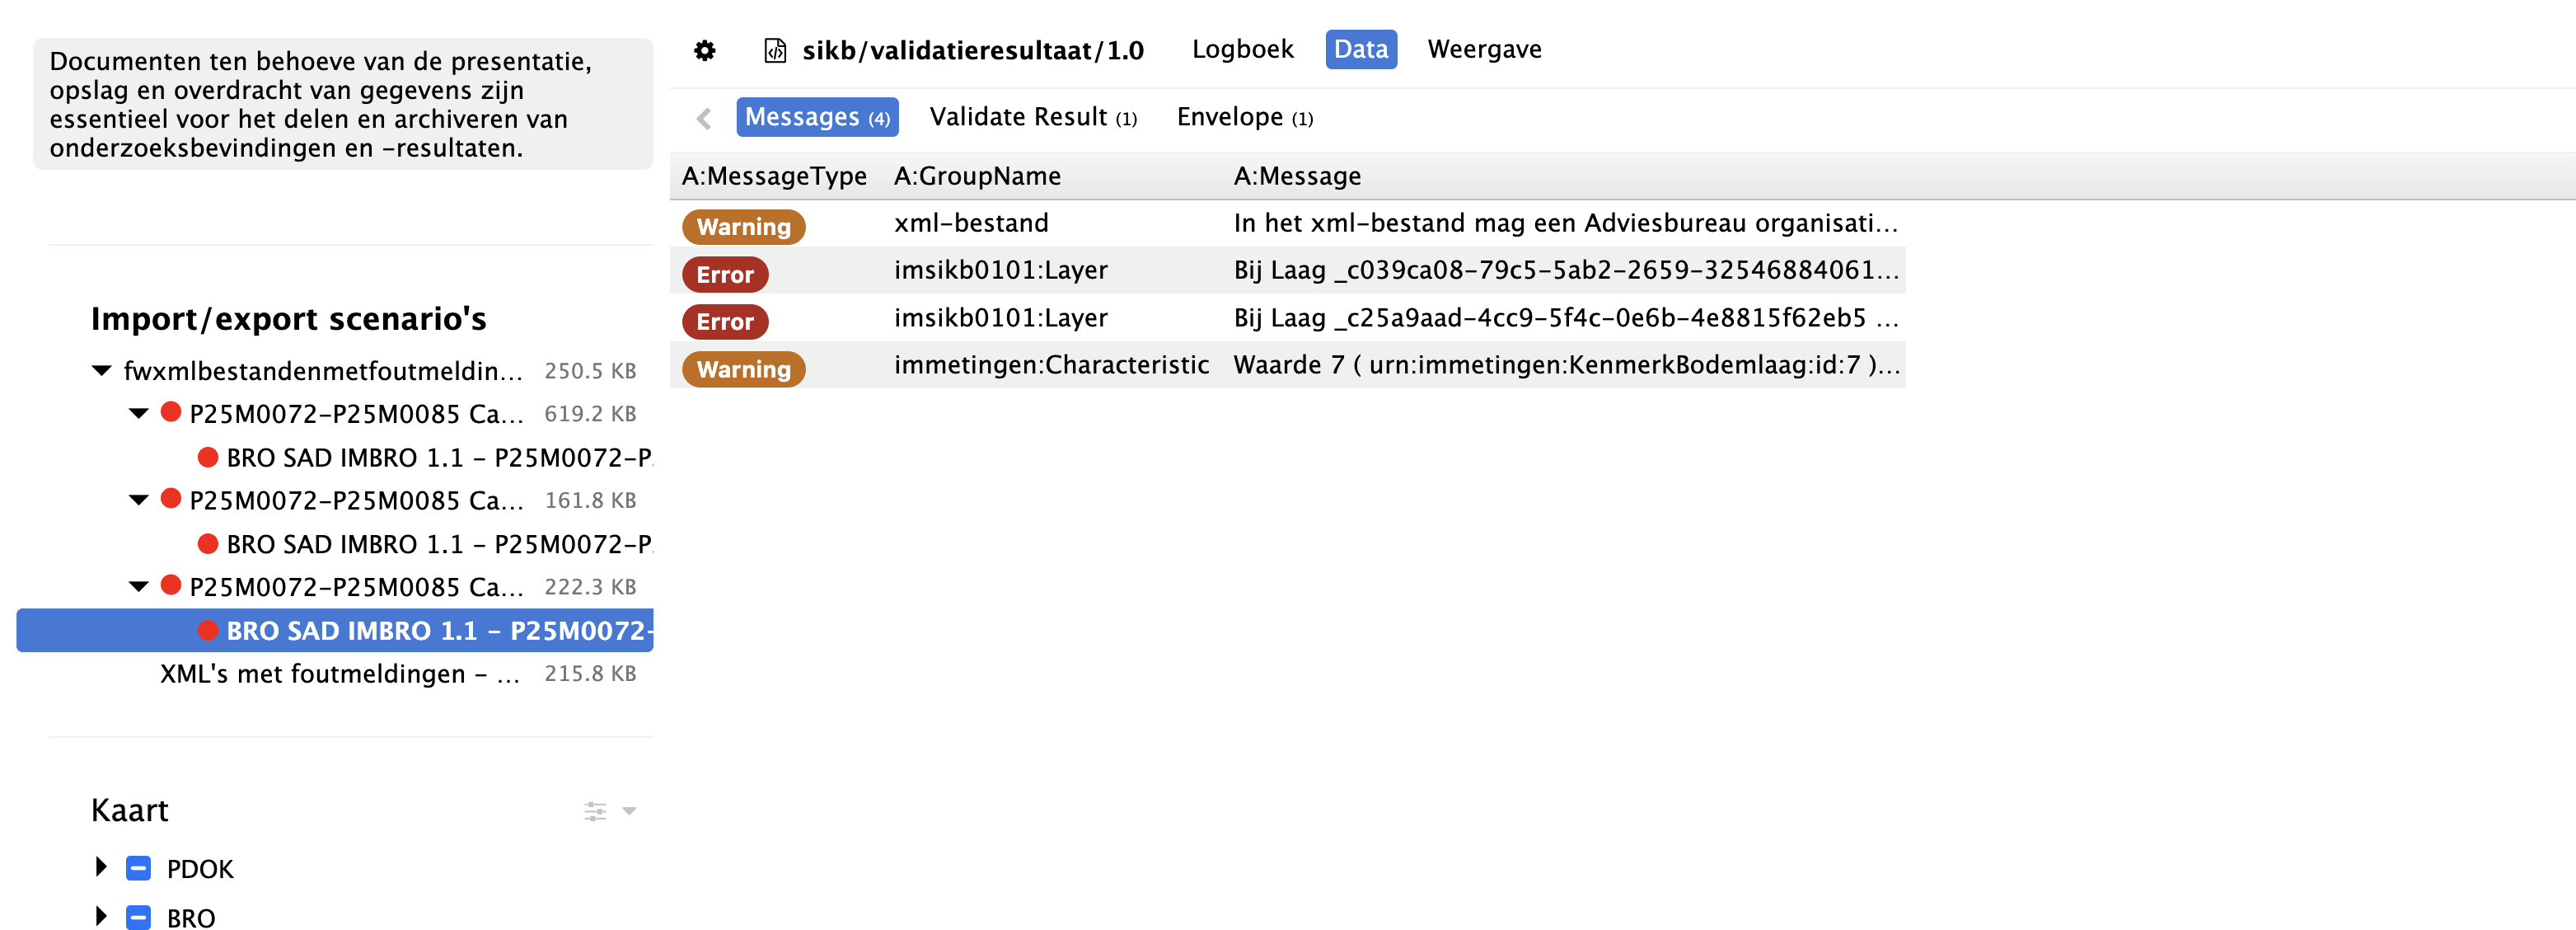 Documenten ten behoeve van de presentatie,
opslag en overdracht van gegevens zijn
essentieel voor het delen en archiveren van
onderzoeksbevindingen en -resultaten.
Import/export scenario's
fwxmlbestandenmetfoutmeldin... 250.5 KB
P25M0072-P25M0085 Ca... 619.2 KB
BRO SAD IMBRO 1.1 - P25M0072-P
P25M0072-P25M0085 Ca... 161.8 KB
BRO SAD IMBRO 1.1 - P25M0072-P
P25M0072-P25M0085 Ca... 222.3 KB
BRO SAD IMBRO 1.1 - P25M0072-
XML's met foutmeldingen - ... 215.8 KB
Kaart
PDOK
BRO
sikb/validatieresultaat/1.0 Logboek Data Weergave
Messages (4) Validate Result (1) Envelope (1)
A:MessageType A:GroupName A:Message
Warning xml-bestand In het xml-bestand mag een Adviesbureau organisati...
Error imsikb0101:Layer Bij Laag _c039ca08-79c5-5ab2-2659-32546884061...
Error imsikb0101:Layer Bij Laag _c25a9aad-4cc9-5f4c-0e6b-4e8815f62eb5 ...
Warning immetingen:Characteristic Waarde 7 ( urn:immetingen:KenmerkBodemlaag:id:7 )...